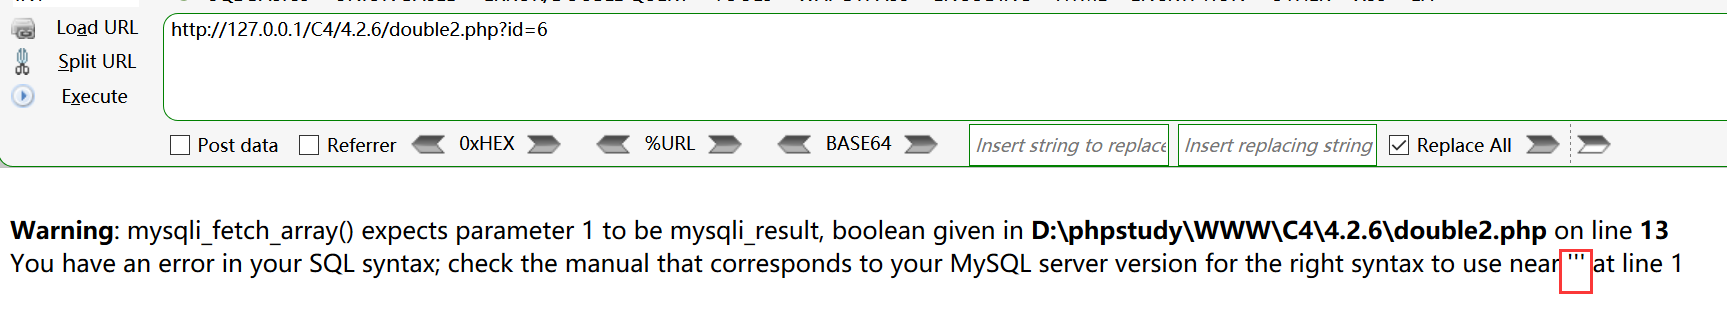 Load URL
http://127.0.0.1/C4/4.2.6/double2.php?id=6
Split URL
Execute
Post data Referrer 0xHEX %URL BASE64 Insert string to replace Insert replacing string Replace All
Warning: mysqli_fetch_array() expects parameter 1 to be mysqli_result, boolean given in D:\phpstudy\WWW\C4\4.2.6\double2.php on line 13
You have an error in your SQL syntax; check the manual that corresponds to your MySQL server version for the right syntax to use near ''' at line 1